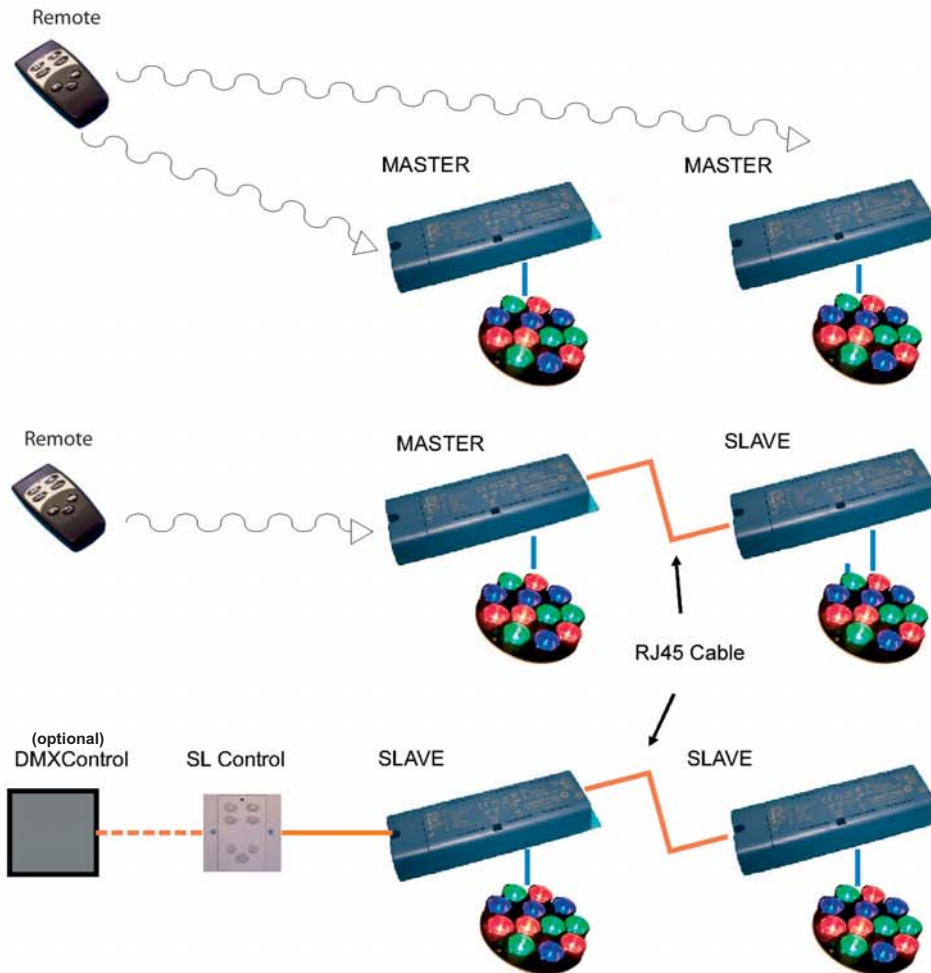 Remote
MASTER
MASTER
Remote
MASTER
SLAVE
RJ45 Cable
(optional)
DMXControl
SL Control
SLAVE
SLAVE